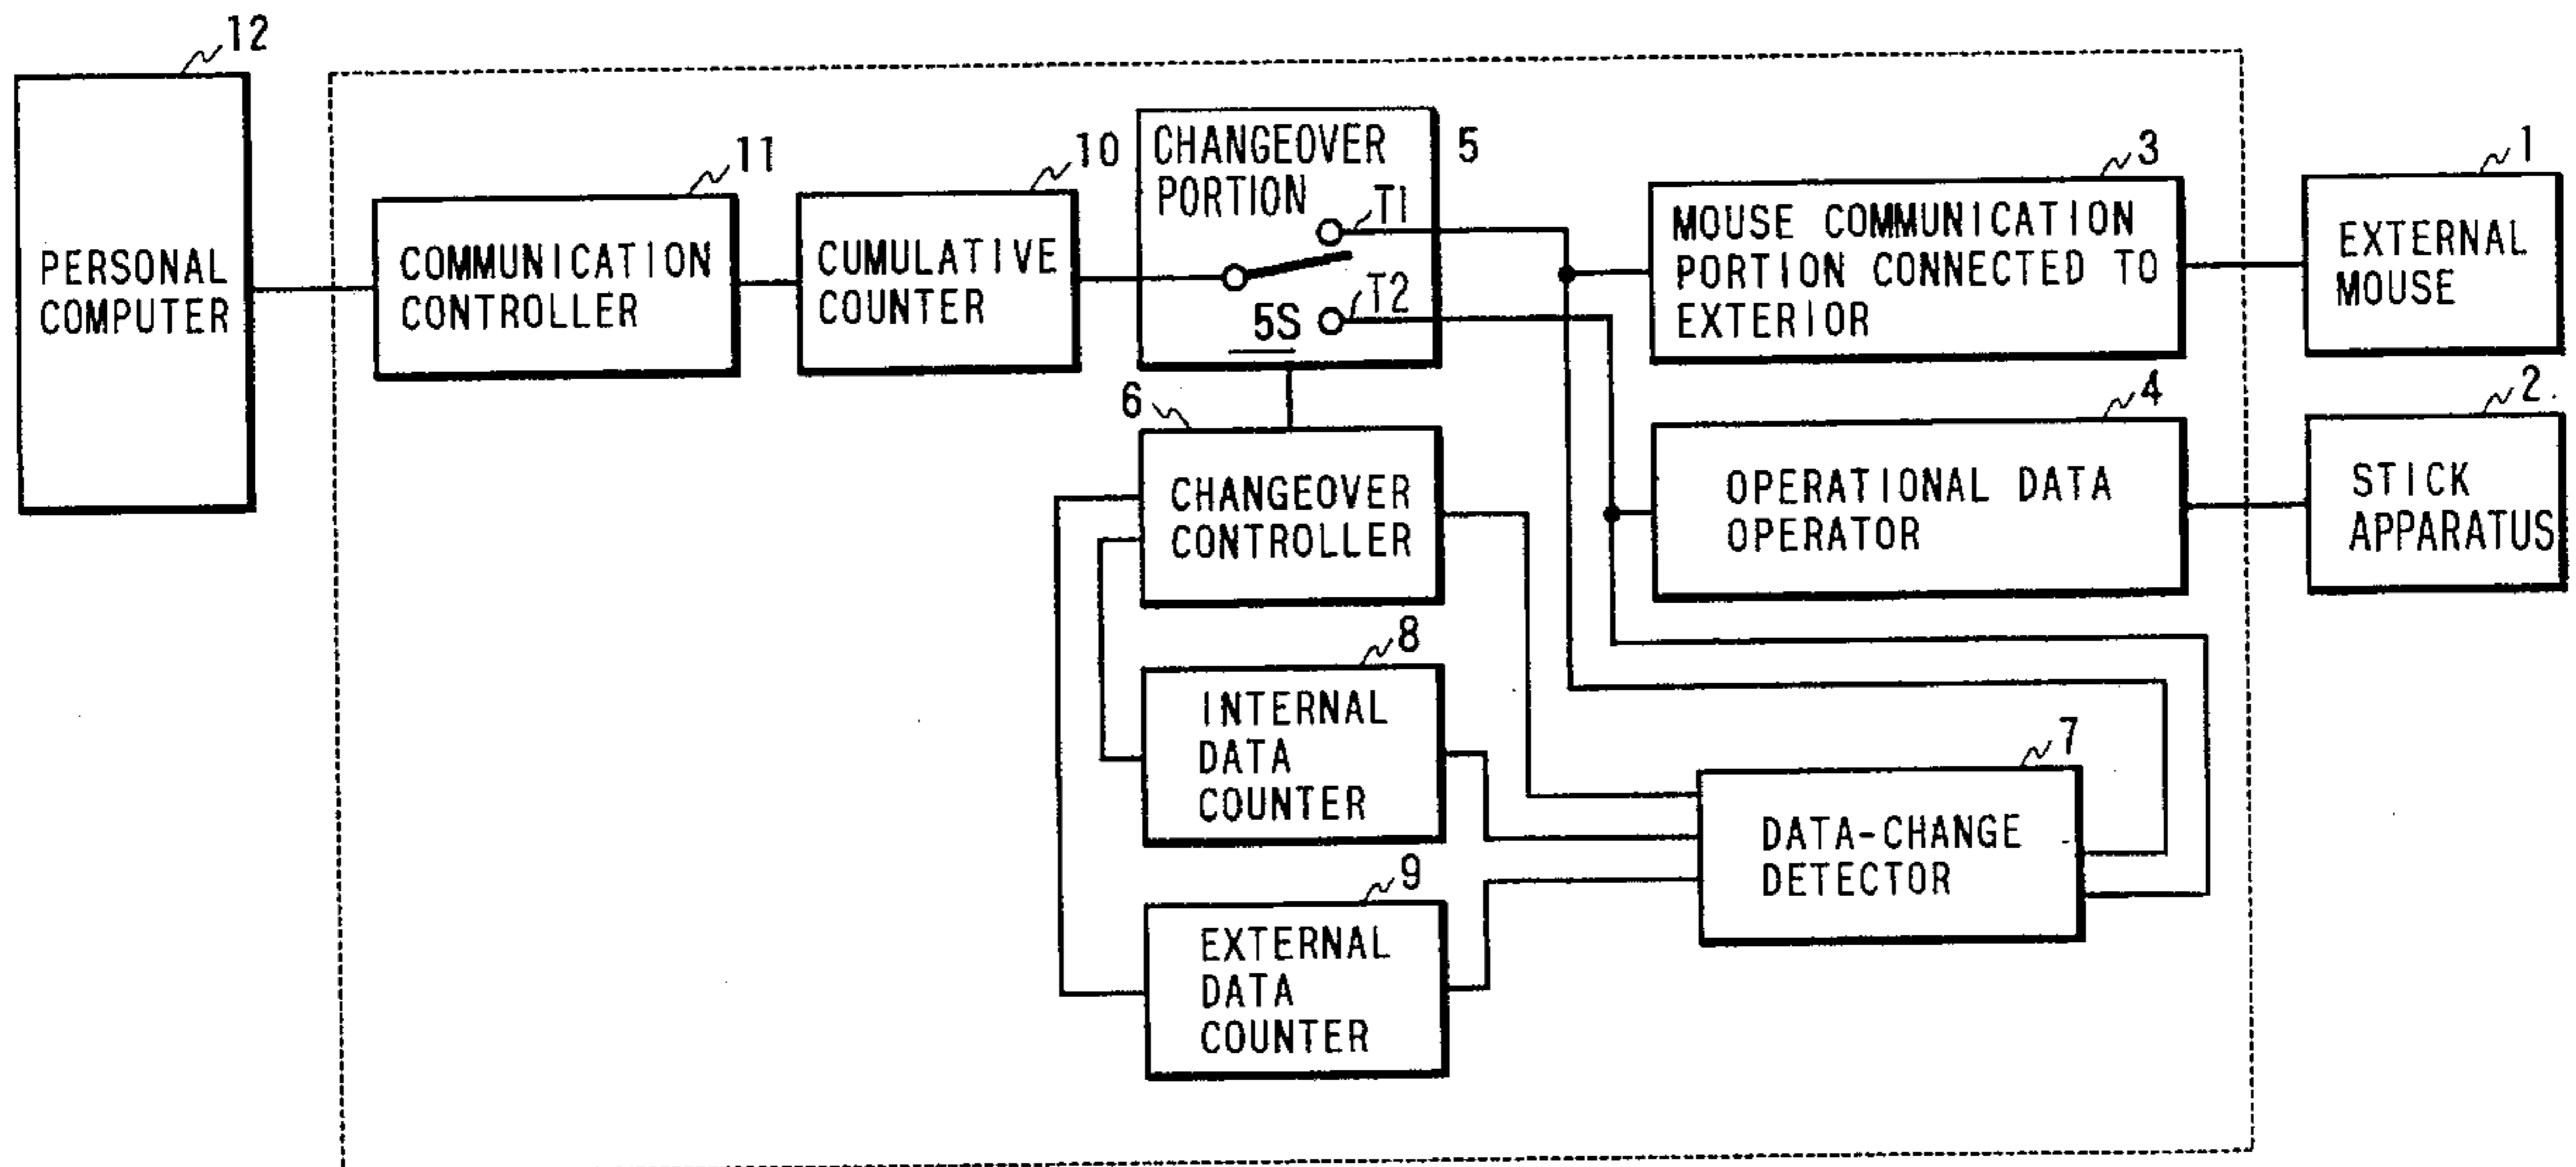 12
PERSONAL
COMPUTER
11
COMMUNICATION
CONTROLLER
10
CUMULATIVE
COUNTER
CHANGEOVER
PORTION
5
T1
T2
5S
3
MOUSE COMMUNICATION
PORTION CONNECTED TO
EXTERIOR
1
EXTERNAL
MOUSE
6
CHANGEOVER
CONTROLLER
4
OPERATIONAL DATA
OPERATOR
2
STICK
APPARATUS
8
INTERNAL
DATA
COUNTER
7
DATA-CHANGE
DETECTOR
9
EXTERNAL
DATA
COUNTER